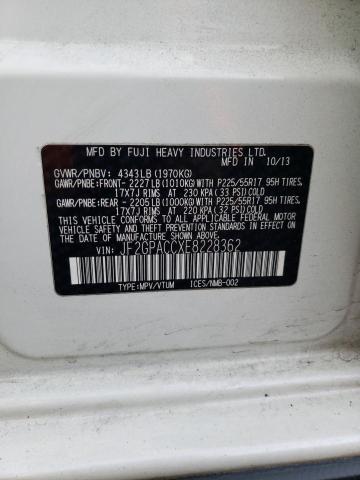 MFD BY FUJI HEAVY INDUSTRIES LTD.
MFD IN 10/13
GVWR/PNBV: 4343LB(1970KG)
GAWR/PNBE:FRONT- 2227LB(1010KG)WITH P225/55R17 95H TIRES,
17X7J RIMS AT 230 KPA(33 PSI)COLD
GAWR/PNBE:REAR - 2205LB(1000KG)WITH P225/55R17 95H TIRES,
17X7J RIMS AT 220 KPA(32 PSI)COLD
THIS VEHICLE CONFORMS TO ALL APPLICABLE
FEDERAL MOTOR VEHICLE SAFETY, BUMPER, AND THEFT
PREVENTION STANDARDS IN EFFECT ON THE DATE OF
MANUFACTURE SHOWN ABOVE.
VIN: JF2GPACCXE8228362
TYPE:MPV/VTUM ICES/NMB-002